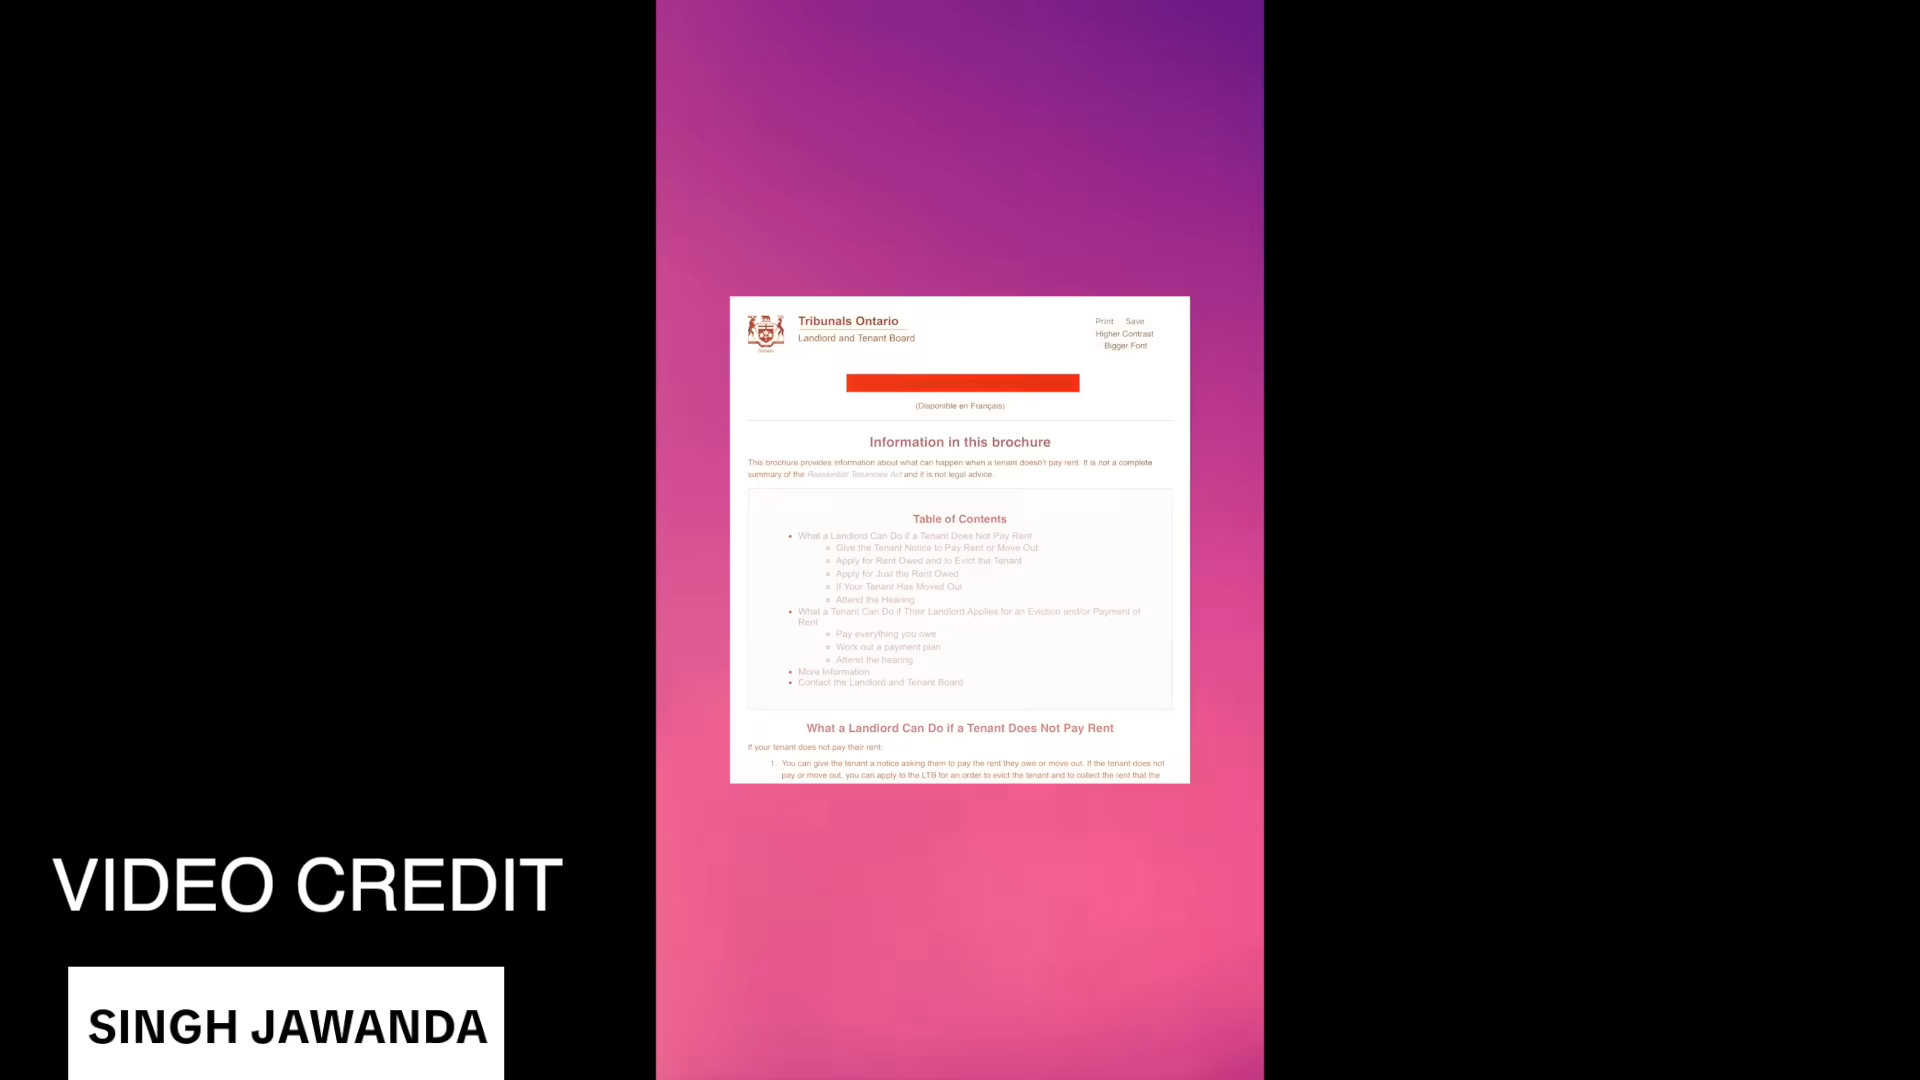 Tribunals Ontario
Landlord and Tenant Board
Print Save
Higher Contrast
Bigger Font
(Disponible en Français)
Information in this brochure
This brochure provides information about what can happen when a tenant doesn't pay rent. It is not a complete
summary of the Residential Tenancies Act and it is not legal advice.
Table of Contents
• What a Landlord Can Do if a Tenant Does Not Pay Rent
Give the Tenant Notice to Pay Rent or Move Out
Apply for Rent Owed and to Evict the Tenant
Apply for Just the Rent Owed
If Your Tenant Has Moved Out
Attend the Hearing
• What a Tenant Can Do if Their Landlord Applies for an Eviction and/or Payment of
Rent
Pay everything you owe
Work out a payment plan
Attend the hearing
• More Information
• Contact the Landlord and Tenant Board
What a Landlord Can Do if a Tenant Does Not Pay Rent
If your tenant does not pay their rent:
1. You can give the tenant a notice asking them to pay the rent they owe or move out. If the tenant does not
pay or move out, you can apply to the LTB for an order to evict the tenant and to collect the rent that the
VIDEO CREDIT
SINGH JAWANDA